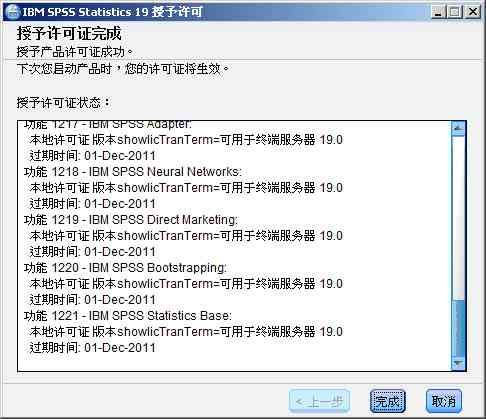 IBM SPSS Statistics 19 授予许可
授予许可证完成
授予产品许可证成功。
下次您启动产品时，您的许可证将生效。
授予许可证状态：
功能 1217 - IBM SPSS Adapter:
本地许可证 版本showlicTranTerm=可用于终端服务器 19.0
过期时间: 01-Dec-2011
功能 1218 - IBM SPSS Neural Networks:
本地许可证 版本showlicTranTerm=可用于终端服务器 19.0
过期时间: 01-Dec-2011
功能 1219 - IBM SPSS Direct Marketing:
本地许可证 版本showlicTranTerm=可用于终端服务器 19.0
过期时间: 01-Dec-2011
功能 1220 - IBM SPSS Bootstrapping:
本地许可证 版本showlicTranTerm=可用于终端服务器 19.0
过期时间: 01-Dec-2011
功能 1221 - IBM SPSS Statistics Base:
本地许可证 版本showlicTranTerm=可用于终端服务器 19.0
过期时间: 01-Dec-2011
< 上一步 完成 取消